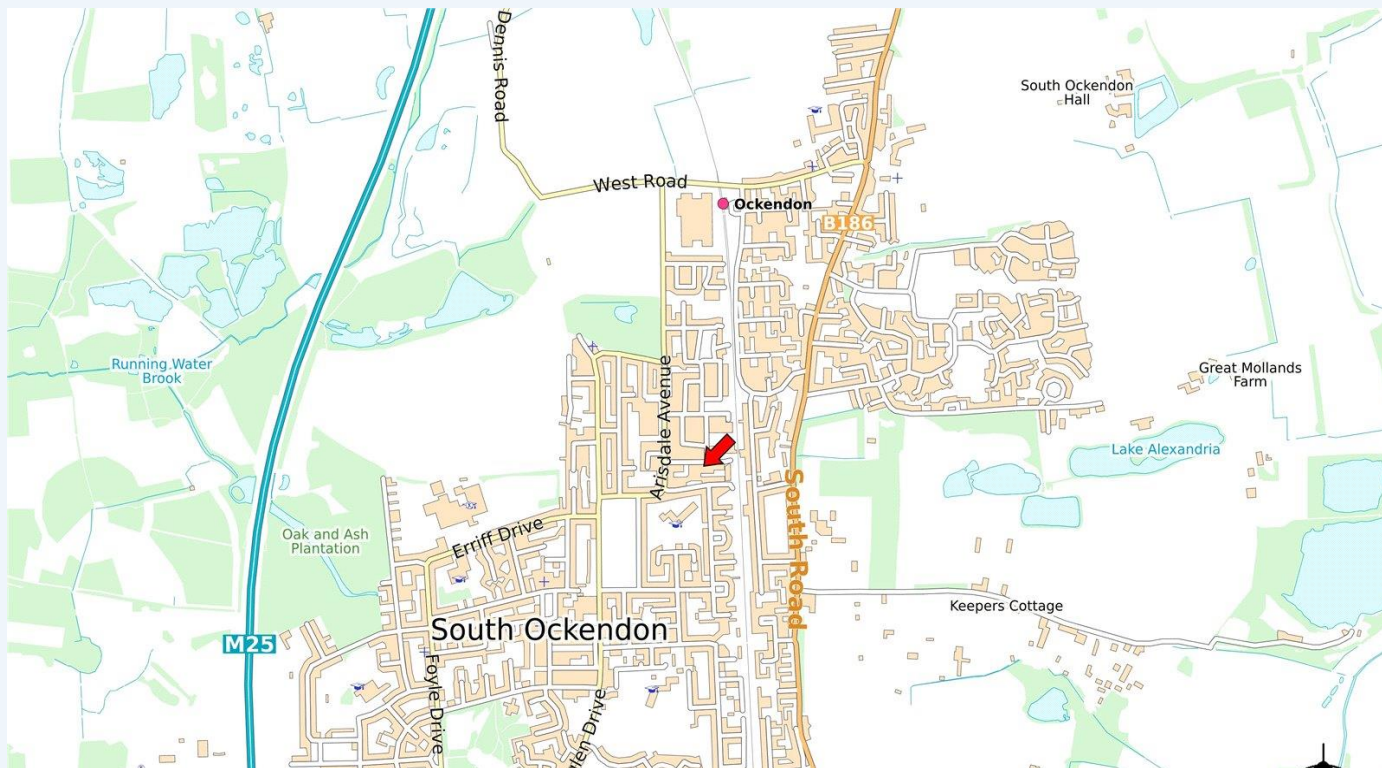 Dennis Road
South Ockendon
Hall
West Road
Ockendon
B186
Running Water
Brook
Arisdale Avenue
Great Mollands
Farm
Lake Alexandria
South Road
Oak and Ash
Plantation
Erriff Drive
Keepers Cottage
South Ockendon
M25
Foyle Drive